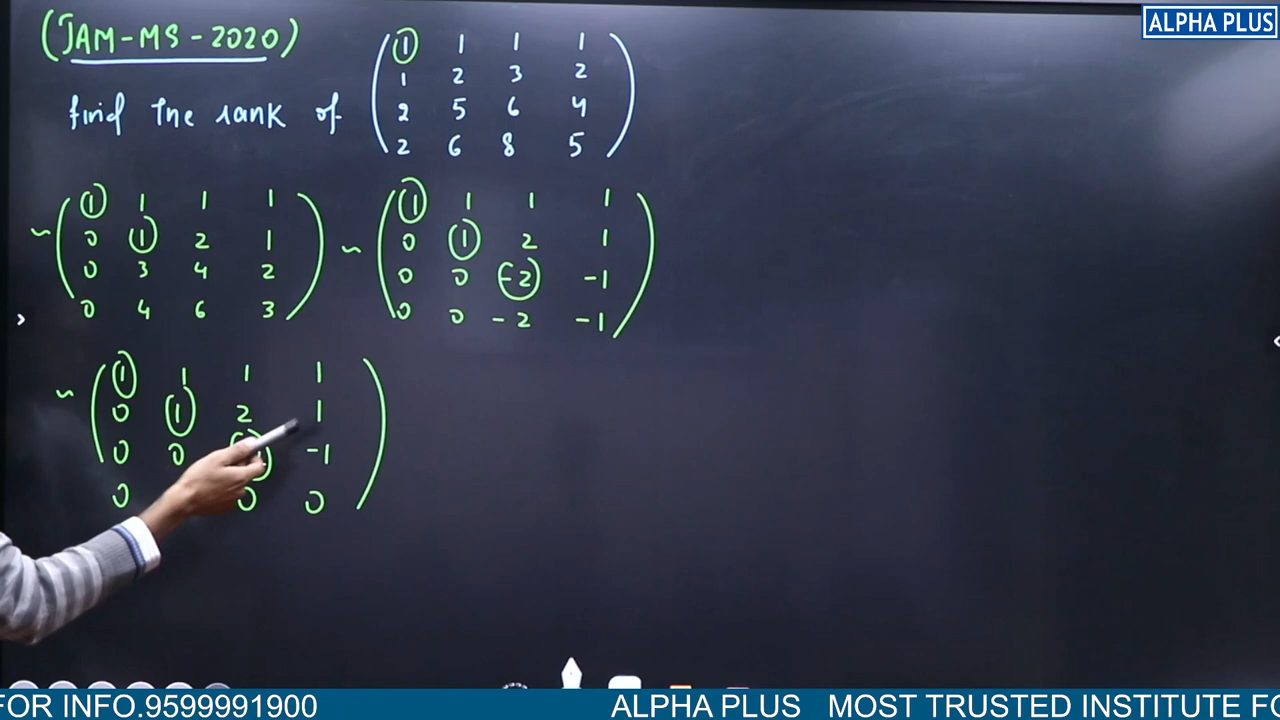 (JAM-MS-2020)
ALPHA PLUS
find the rank of
1 1 1 1
1 2 3 2
2 5 6 4
2 6 8 5
~ 1 1 1 1
0 1 2 1
0 3 4 2
0 4 6 3
~ 1 1 1 1
0 1 2 1
0 0 -2 -1
0 0 -2 -1
~ 1 1 1 1
0 1 2 1
0 0 -1
0 0 0
FOR INFO.9599991900 ALPHA PLUS MOST TRUSTED INSTITUTE FO